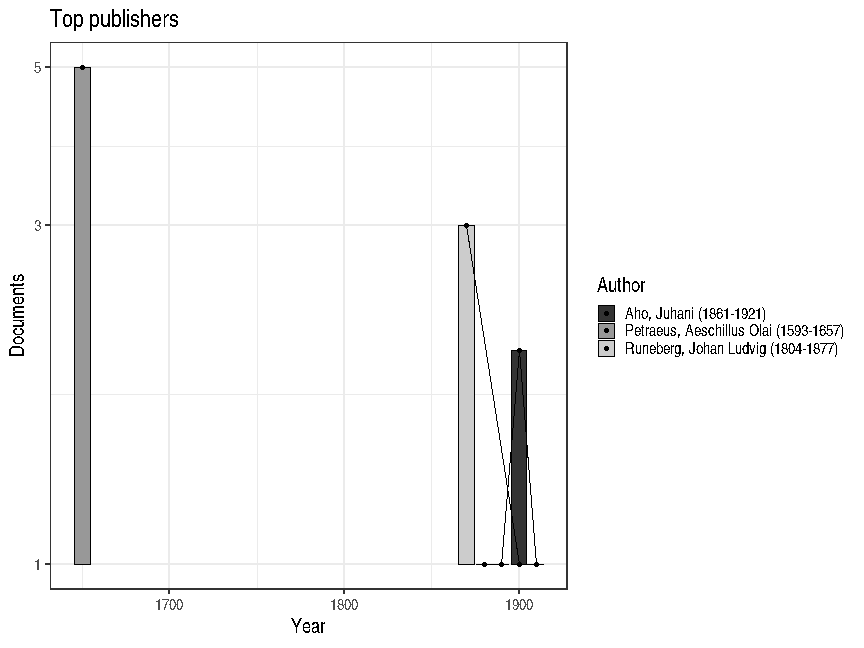 Top publishers
5
3
1
Documents
1700
1800
1900
Year
Author
Aho, Juhani (1861-1921)
Petraeus, Aeschillus Olai (1593-1657)
Runeberg, Johan Ludvig (1804-1877)